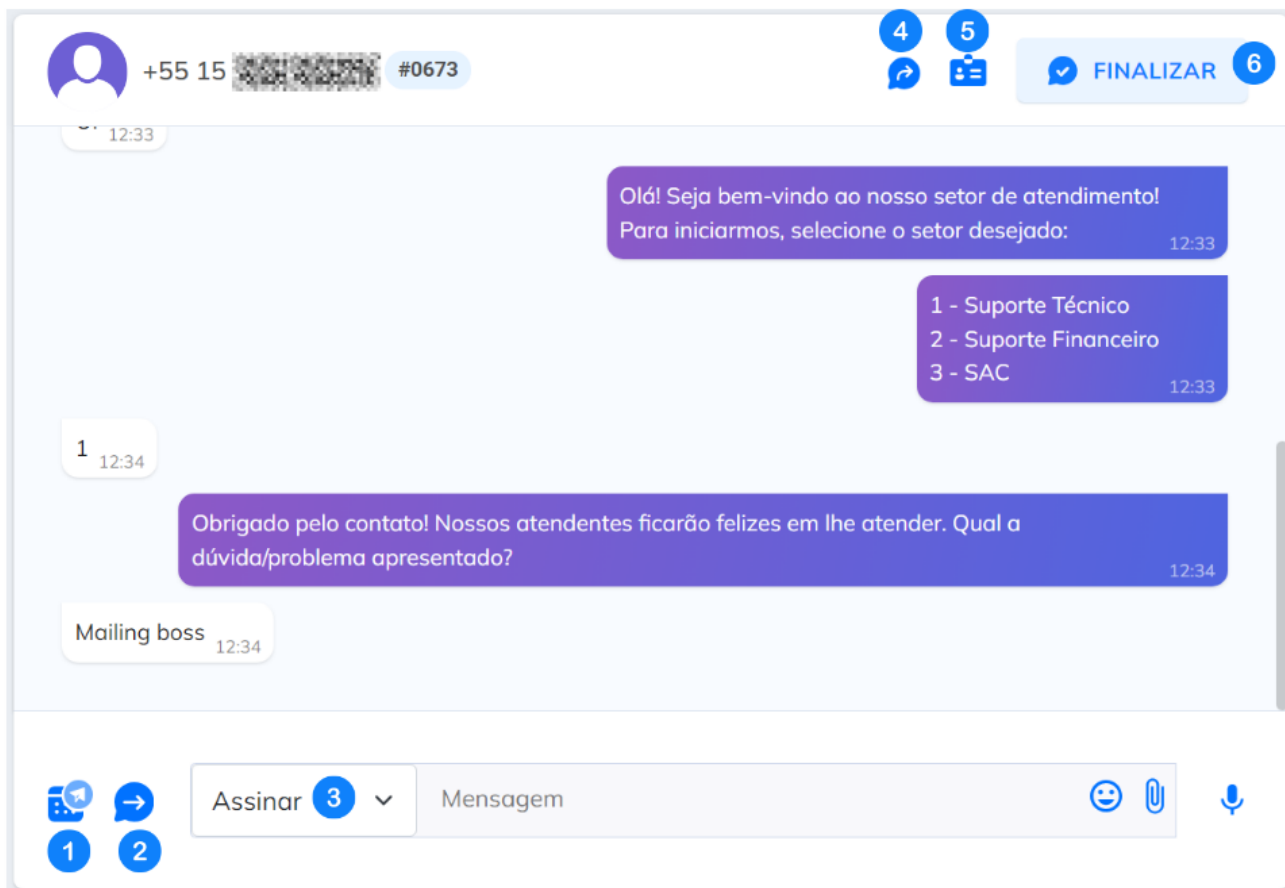 4
5
+55 15
#0673
FINALIZAR
6
12:33
Olá! Seja bem-vindo ao nosso setor de atendimento!
Para iniciarmos, selecione o setor desejado:
12:33
1 - Suporte Técnico
2 - Suporte Financeiro
3 - SAC
12:33
1
12:34
Obrigado pelo contato! Nossos atendentes ficarão felizes em lhe atender. Qual a
dúvida/problema apresentado?
12:34
Mailing boss
12:34
Assinar
3
Mensagem
1
2